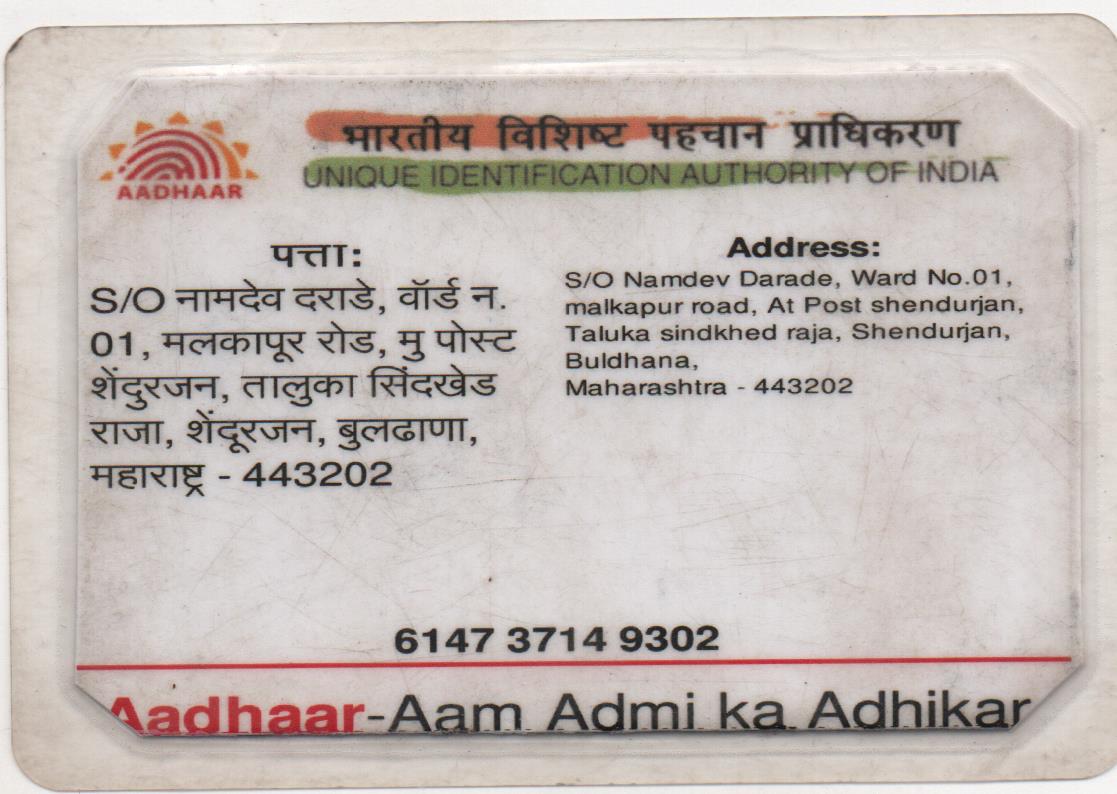 भारतीय विशिष्ट पहचान प्राधिकरण
AADHAAR
UNIQUE IDENTIFICATION AUTHORITY OF INDIA
पत्ता:
S/O नामदेव दराडे, वॉर्ड न.
01, मलकापूर रोड, मु पोस्ट
शेंदुरजन, तालुका सिंदखेड
राजा, शेंदूरजन, बुलढाणा,
महाराष्ट्र - 443202
Address:
S/O Namdev Darade, Ward No.01,
malkapur road, At Post shendurjan,
Taluka sindkhed raja, Shendurjan,
Buldhana,
Maharashtra - 443202
6147 3714 9302
Aadhaar-Aam Admi ka Adhikar